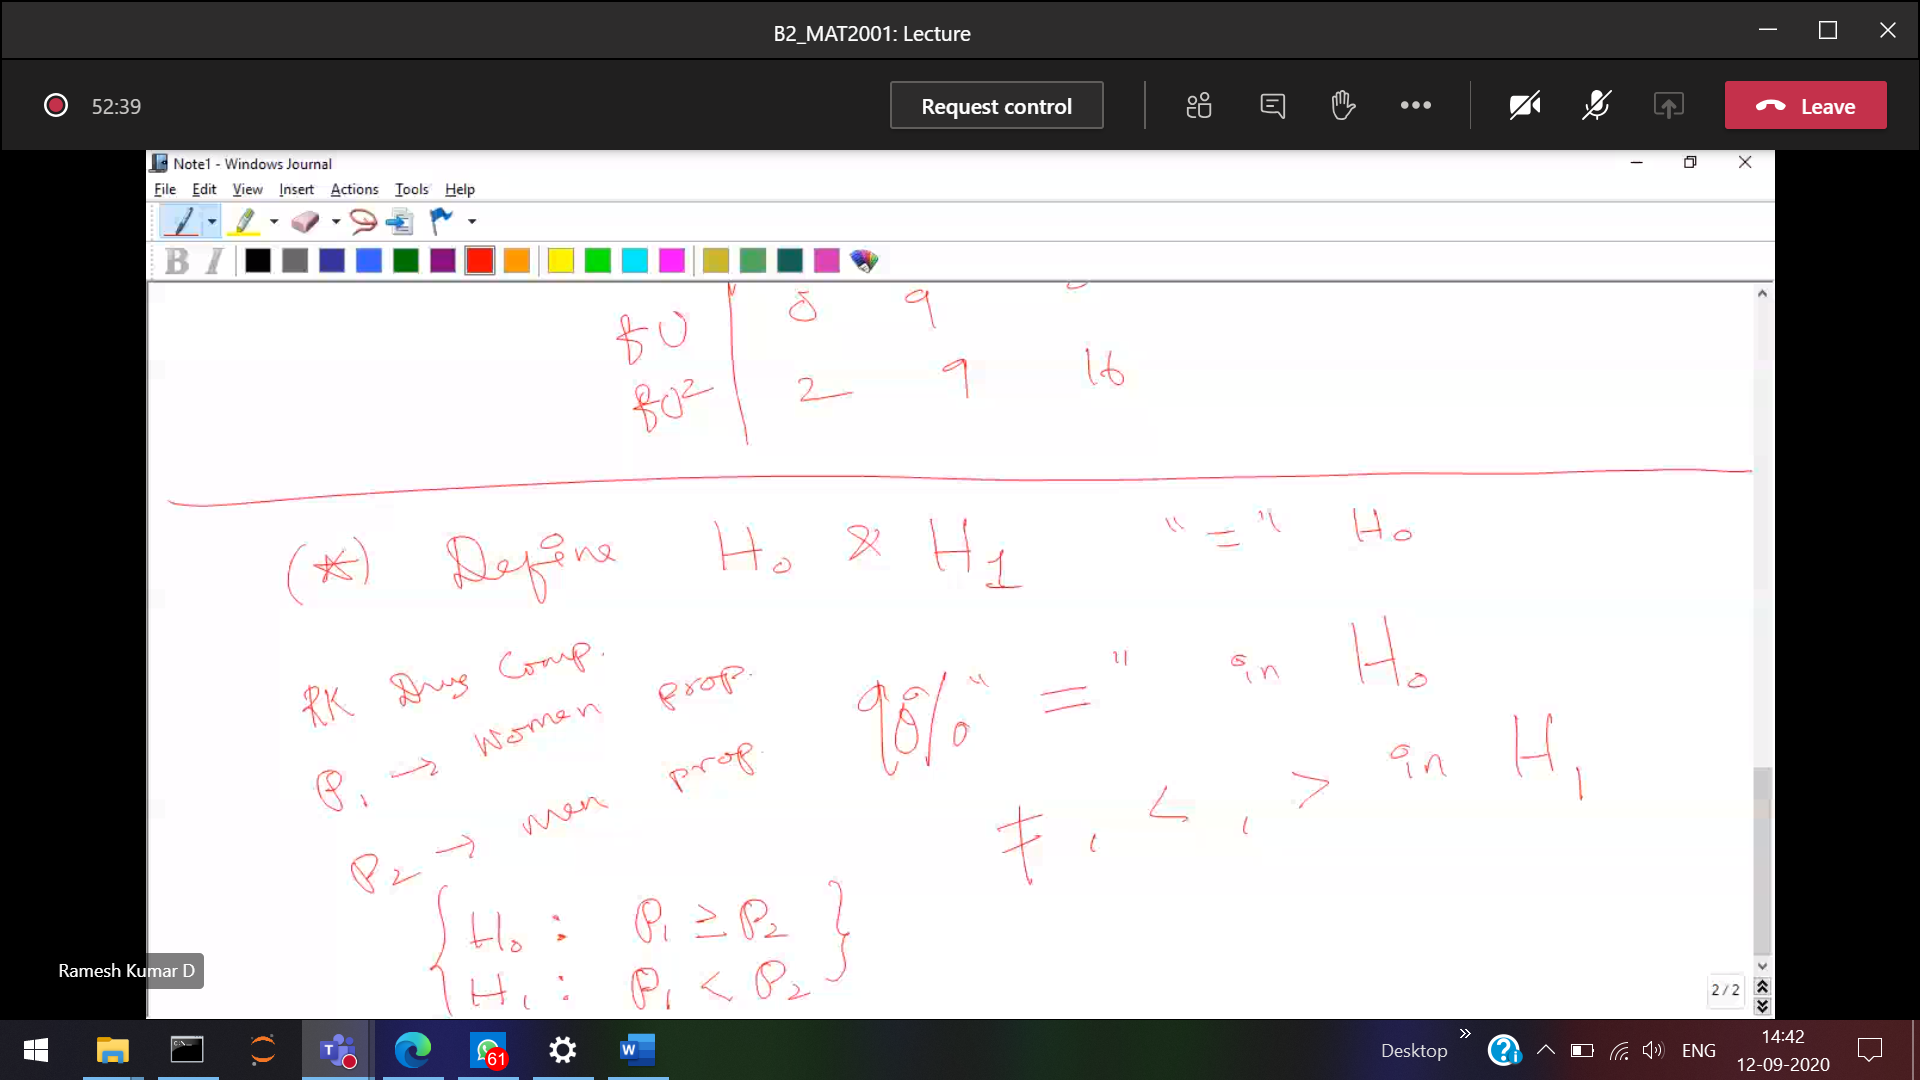 B2_MAT2001: Lecture
52:39
Request control
Leave
Note1 - Windows Journal
File Edit View Insert Actions Tools Help
B I
fU 8 9
fU² 2 9 16
(*) Define H₀ & H₁ "=" H₀
RK Drug Comp.
P₁ → Women prop.
P₂ → men prop.
98% "=" in H₀
≠, <, > in H₁
H₀ : P₁ ≥ P₂
H₁ : P₁ < P₂
Ramesh Kumar D
2 / 2
61
Desktop
ENG
14:42
12-09-2020